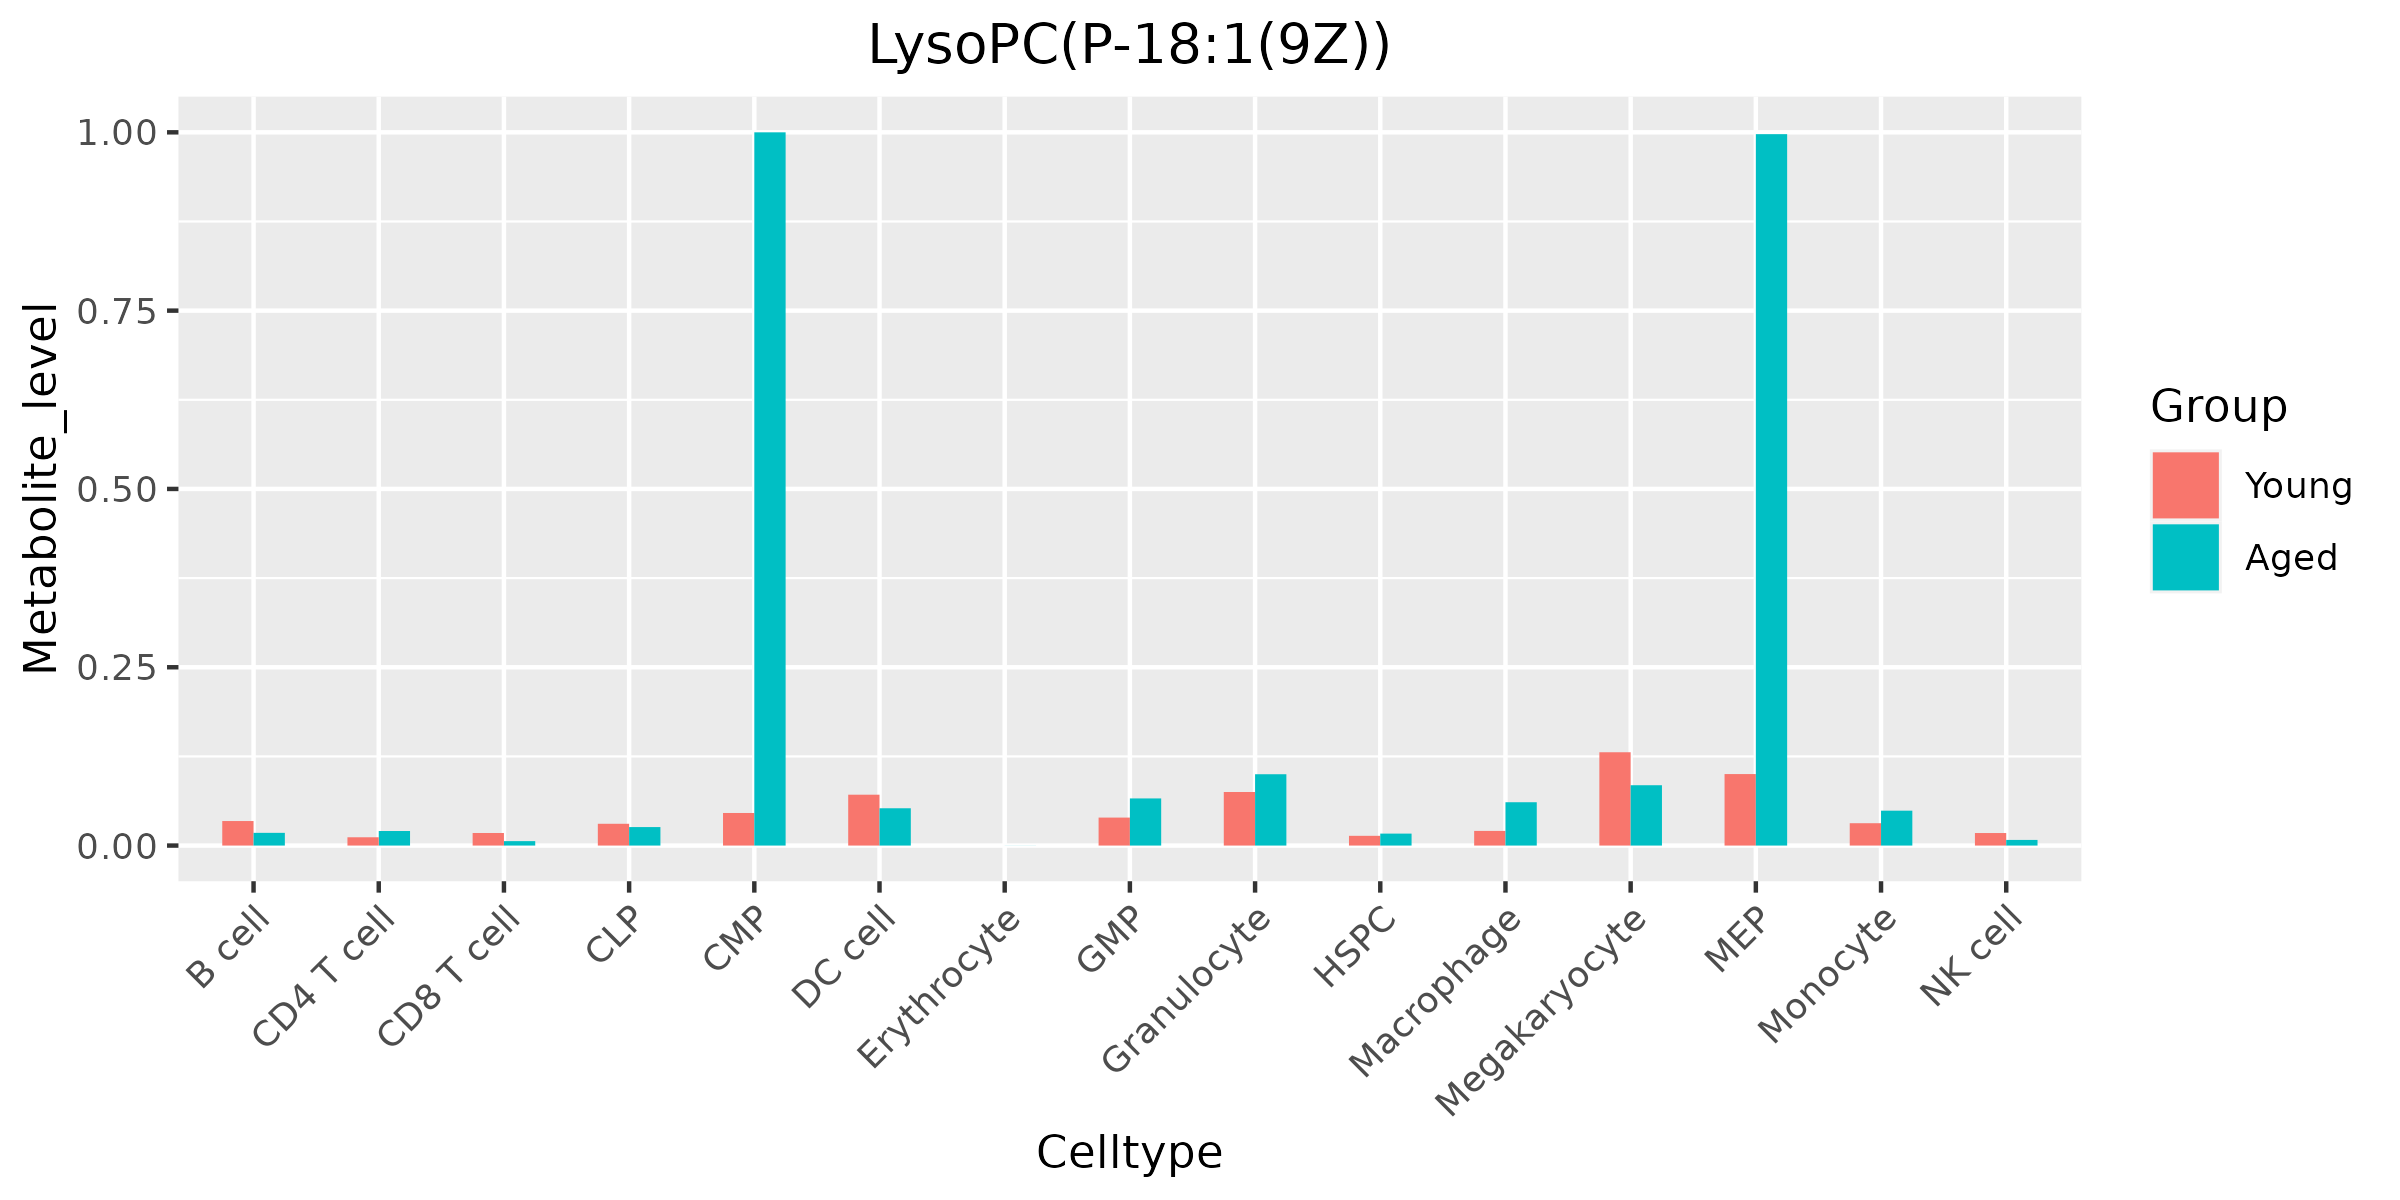 LysoPC(P-18:1(9Z))
Metabolite_level
1.00
0.75
0.50
0.25
0.00
B cell
CD4 T cell
CD8 T cell
CLP
CMP
DC cell
Erythrocyte
GMP
Granulocyte
HSPC
Macrophage
Megakaryocyte
MEP
Monocyte
NK cell
Celltype
Group
Young
Aged